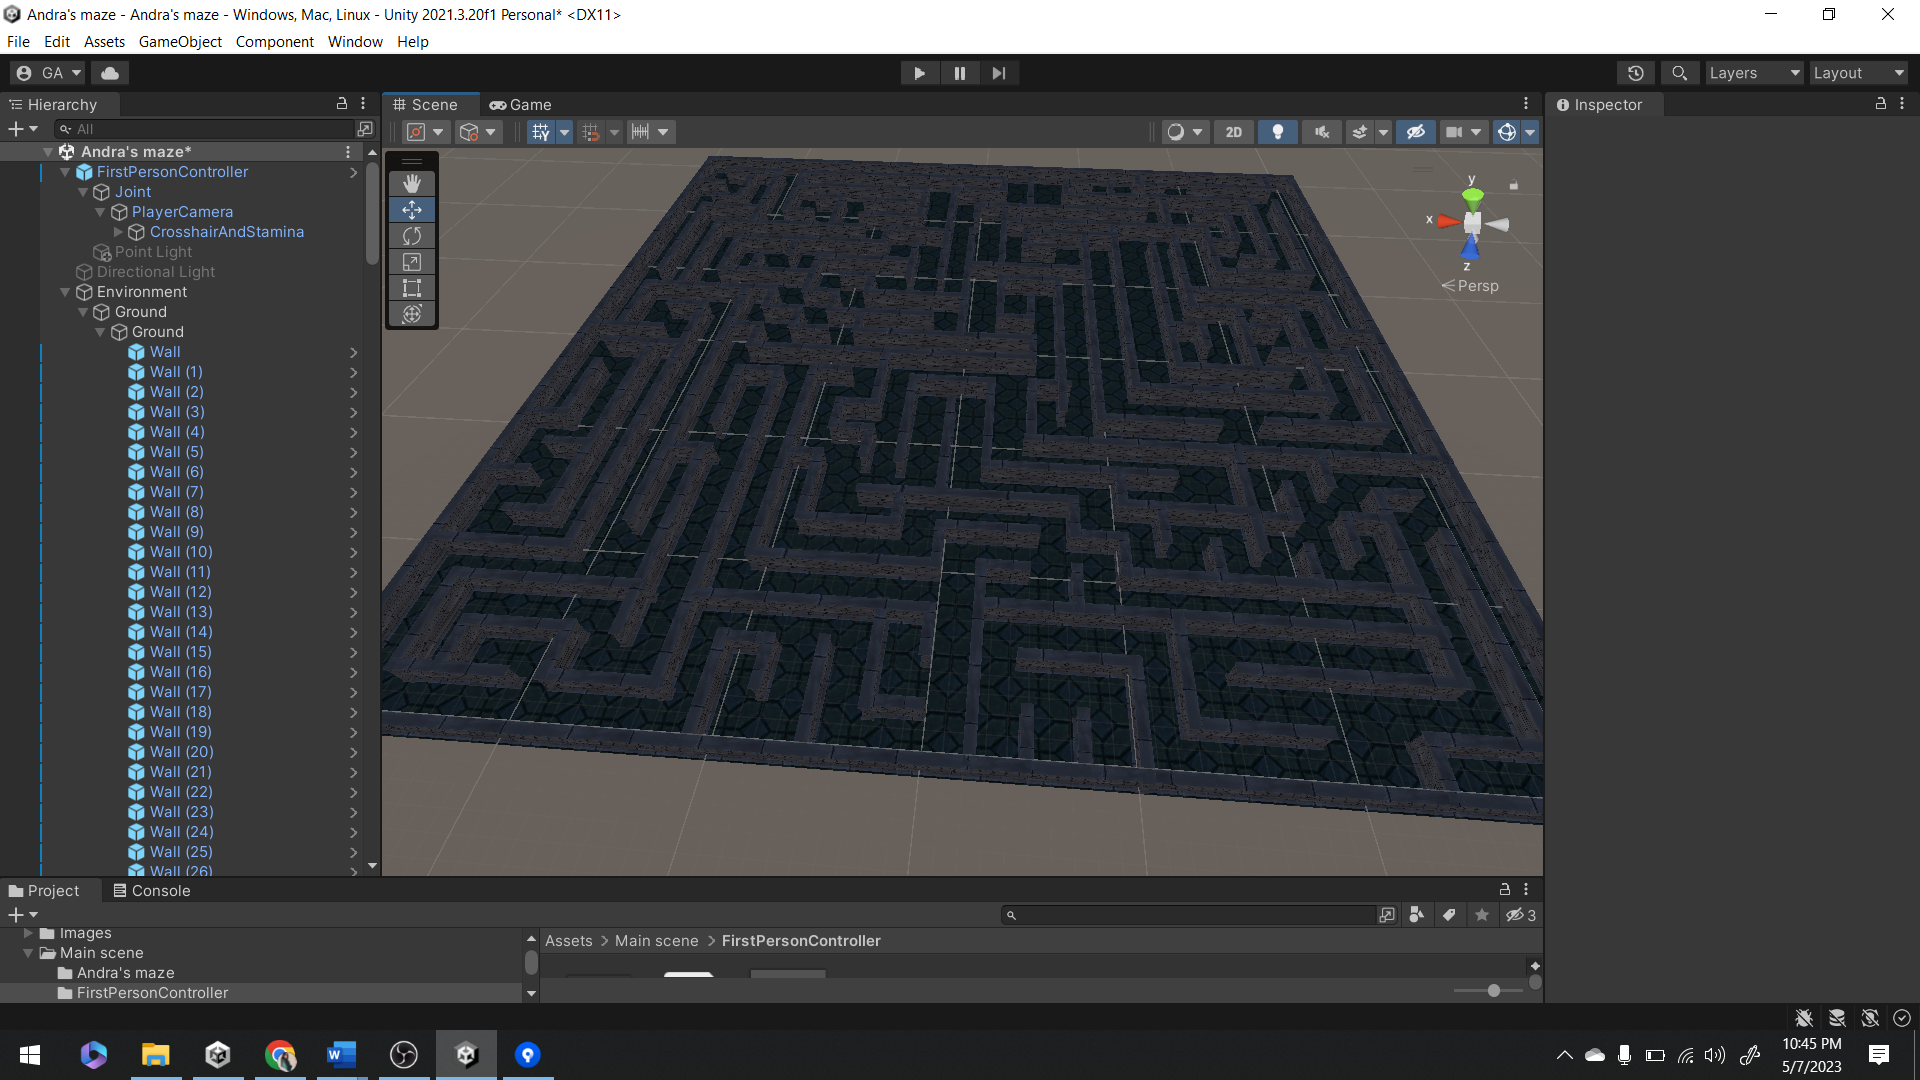 Andra's maze - Andra's maze - Windows, Mac, Linux - Unity 2021.3.20f1 Personal* <DX11>
File Edit Assets GameObject Component Window Help
GA
Layers
Layout
Hierarchy
All
Andra's maze*
FirstPersonController
Joint
PlayerCamera
CrosshairAndStamina
Point Light
Directional Light
Environment
Ground
Ground
Wall
Wall (1)
Wall (2)
Wall (3)
Wall (4)
Wall (5)
Wall (6)
Wall (7)
Wall (8)
Wall (9)
Wall (10)
Wall (11)
Wall (12)
Wall (13)
Wall (14)
Wall (15)
Wall (16)
Wall (17)
Wall (18)
Wall (19)
Wall (20)
Wall (21)
Wall (22)
Wall (23)
Wall (24)
Wall (25)
Wall (26)
Scene Game
2D
y
x
z
Persp
Inspector
Project Console
3
Images
Main scene
Andra's maze
FirstPersonController
Assets > Main scene > FirstPersonController
10:45 PM
5/7/2023